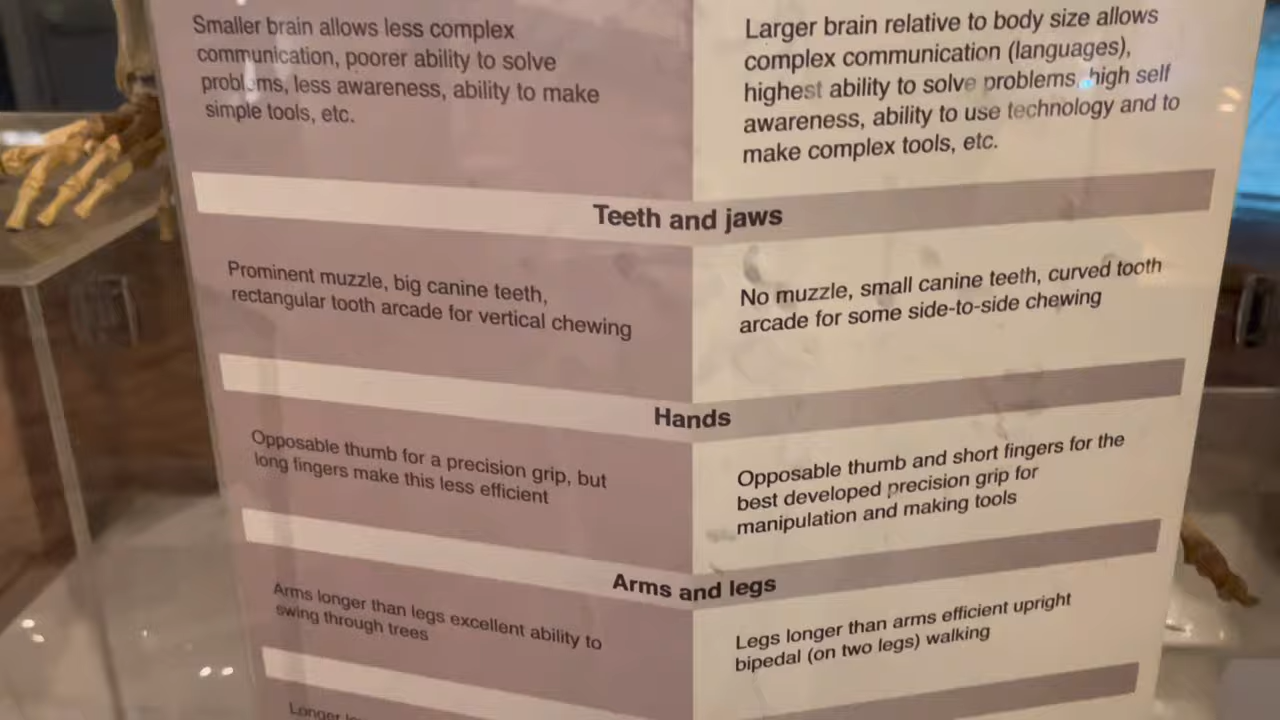 Smaller brain allows less complex
communication, poorer ability to solve
problems, less awareness, ability to make
simple tools, etc.
Larger brain relative to body size allows
complex communication (languages),
highest ability to solve problems, high self
awareness, ability to use technology and to
make complex tools, etc.
Teeth and jaws
Prominent muzzle, big canine teeth,
rectangular tooth arcade for vertical chewing
No muzzle, small canine teeth, curved tooth
arcade for some side-to-side chewing
Hands
Opposable thumb for a precision grip, but
long fingers make this less efficient
Opposable thumb and short fingers for the
best developed precision grip for
manipulation and making tools
Arms and legs
Arms longer than legs excellent ability to
swing through trees
Legs longer than arms efficient upright
bipedal (on two legs) walking
Longer